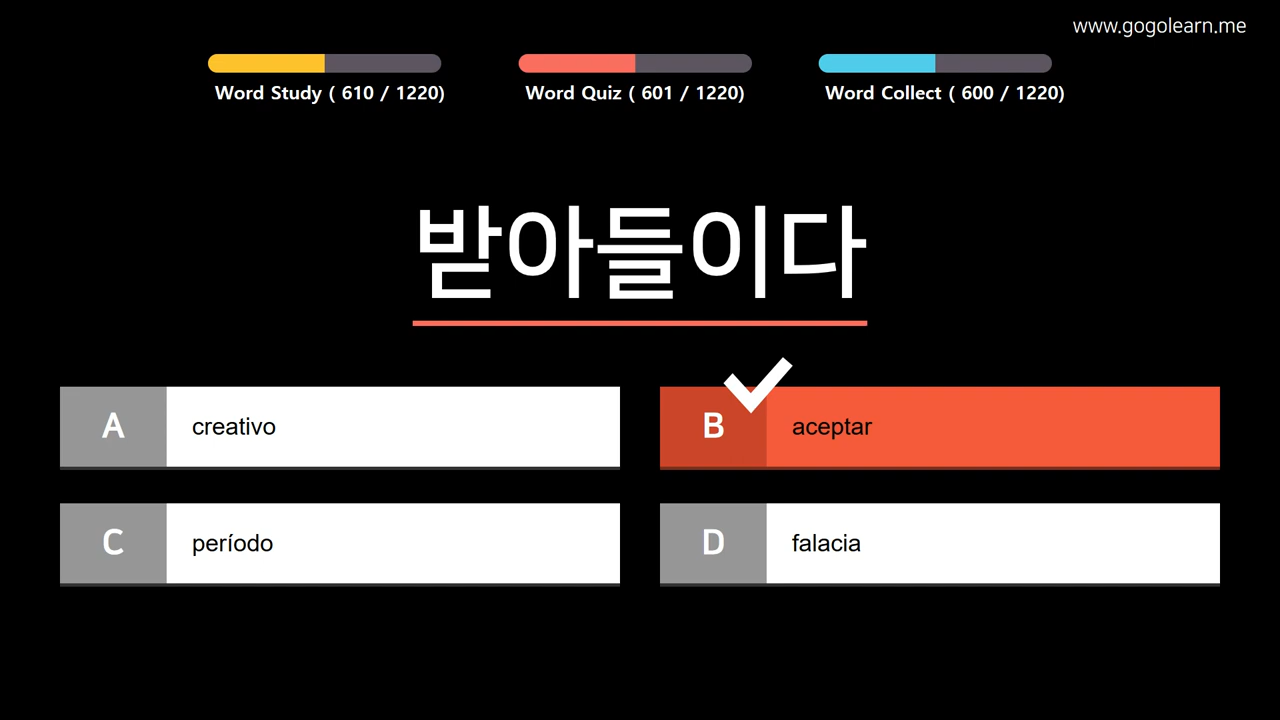 www.gogolearn.me
Word Study ( 610 / 1220)
Word Quiz ( 601 / 1220)
Word Collect ( 600 / 1220)
받아들이다
A creativo
B aceptar
C período
D falacia